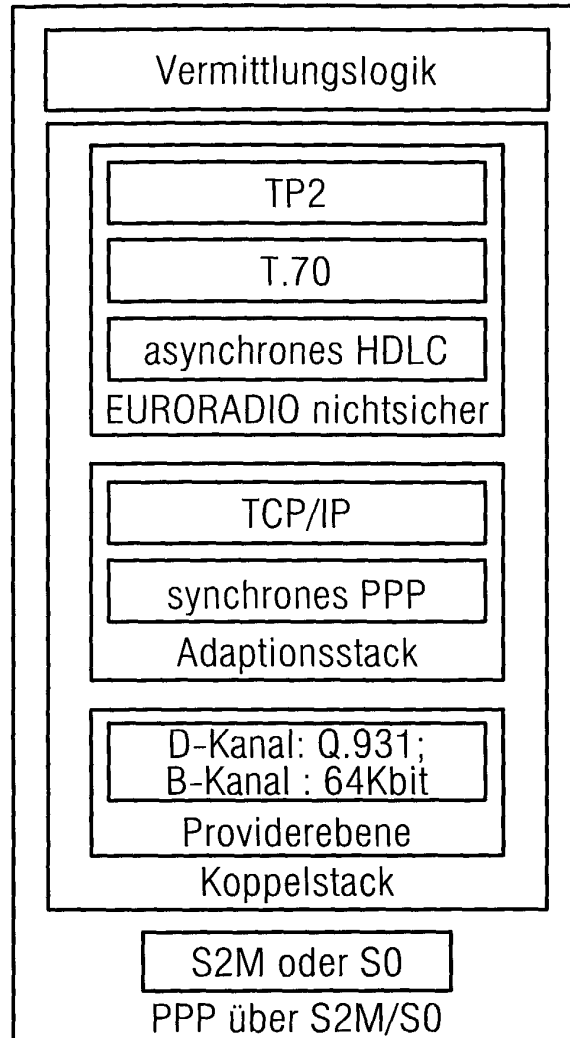 Vermittlungslogik
TP2
T.70
asynchrones HDLC
EURORADIO nichtsicher
TCP/IP
synchrones PPP
Adaptionsstack
D-Kanal: Q.931;
B-Kanal : 64Kbit
Providerebene
Koppelstack
S2M oder S0
PPP über S2M/S0